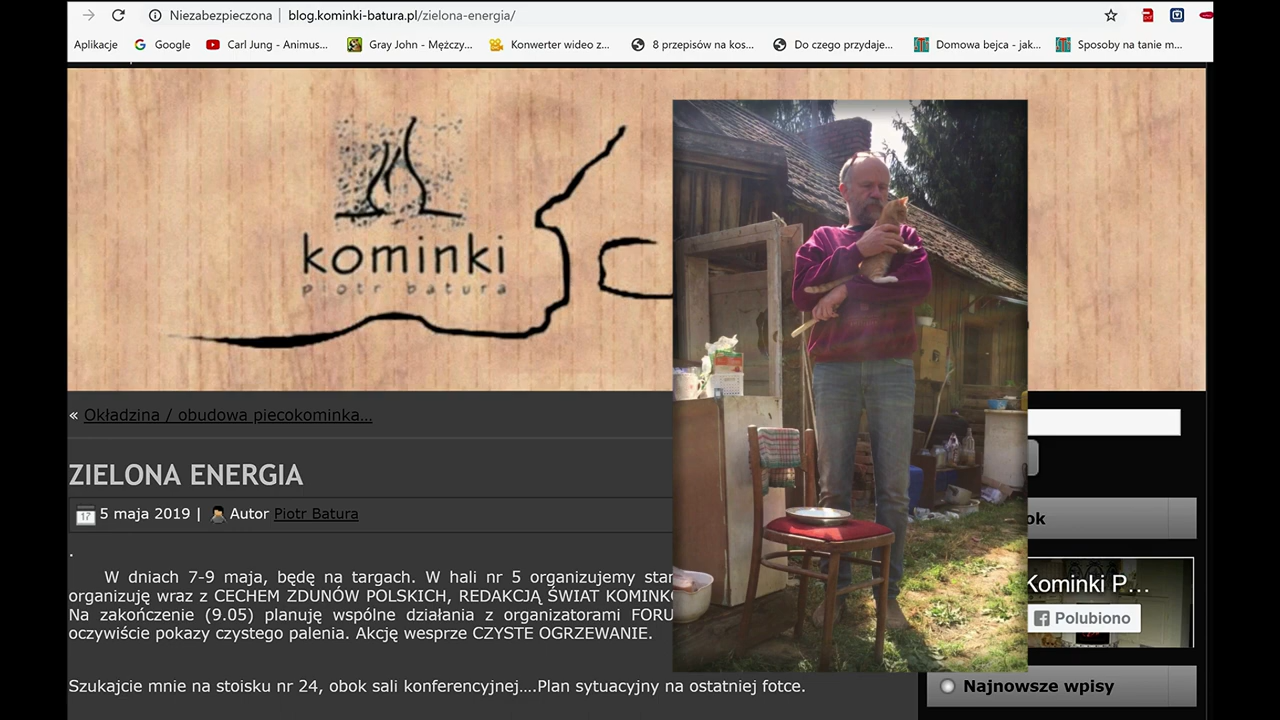 Niezabezpieczona | blog.kominki-batura.pl/zielona-energia/
Aplikacje Google Carl Jung - Animus... Gray John - Mężczy... Konwerter wideo z... 8 przepisów na kos... Do czego przydaje... Domowa bejca - jak... Sposoby na tanie m...
kominki
piotr batura
« Okładzina / obudowa piecokominka...
ZIELONA ENERGIA
17 5 maja 2019 | Autor Piotr Batura
ok
.
W dniach 7-9 maja, będę na targach. W hali nr 5 organizujemy
organizuję wraz z CECHEM ZDUNÓW POLSKICH, REDAKCJĄ ŚWIAT
Na zakończenie (9.05) planuję wspólne działania z organizatorami
oczywiście pokazy czystego palenia. Akcję wesprze CZYSTE OGRZEWANIE.
Kominki P...
Polubiono
Szukajcie mnie na stoisku nr 24, obok sali konferencyjnej....Plan sytuacyjny na ostatniej fotce.
Najnowsze wpisy